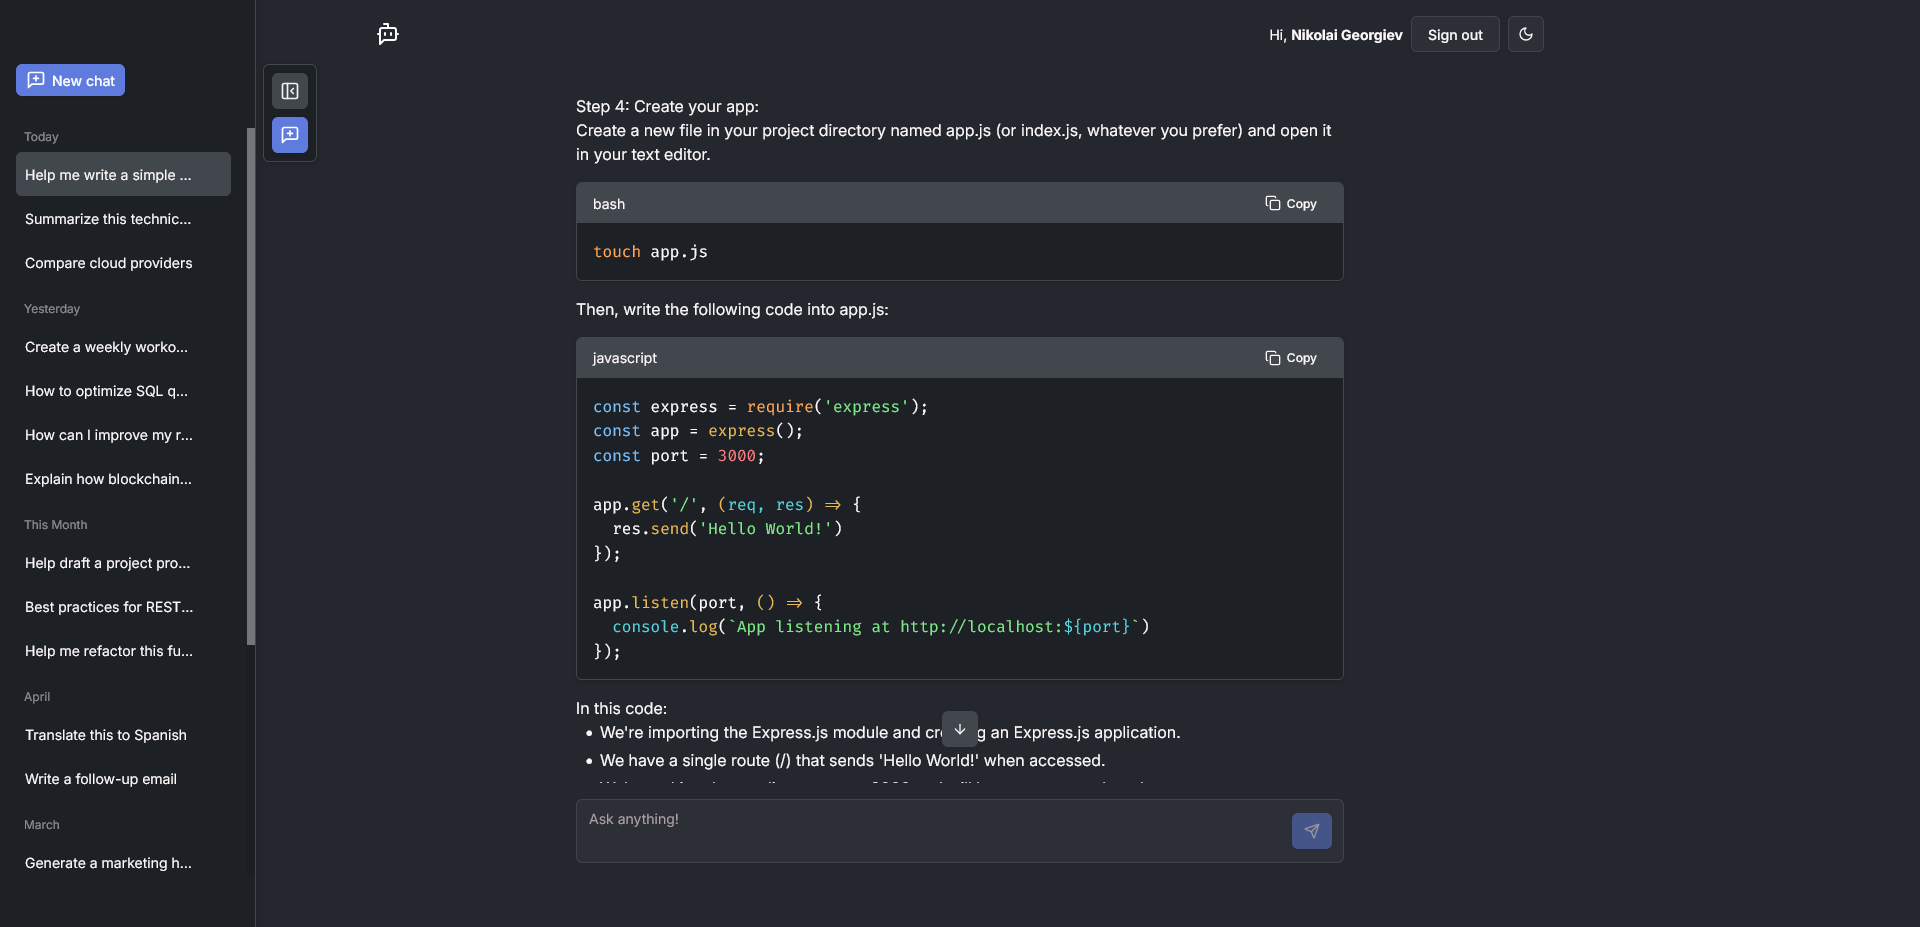 New chat
Today
Help me write a simple ...
Summarize this technic...
Compare cloud providers
Yesterday
Create a weekly worko...
How to optimize SQL q...
How can I improve my r...
Explain how blockchain...
This Month
Help draft a project pro...
Best practices for REST...
Help me refactor this fu...
April
Translate this to Spanish
Write a follow-up email
March
Generate a marketing h...
Hi, Nikolai Georgiev
Sign out
Step 4: Create your app:
Create a new file in your project directory named app.js (or index.js, whatever you prefer) and open it
in your text editor.
bash
Copy
touch app.js
Then, write the following code into app.js:
javascript
Copy
const express = require('express');
const app = express();
const port = 3000;
app.get('/', (req, res) => {
  res.send('Hello World!')
});
app.listen(port, () => {
  console.log(`App listening at http://localhost:${port}`)
});
In this code:
• We're importing the Express.js module and an Express.js application.
• We have a single route (/) that sends 'Hello World!' when accessed.
Ask anything!